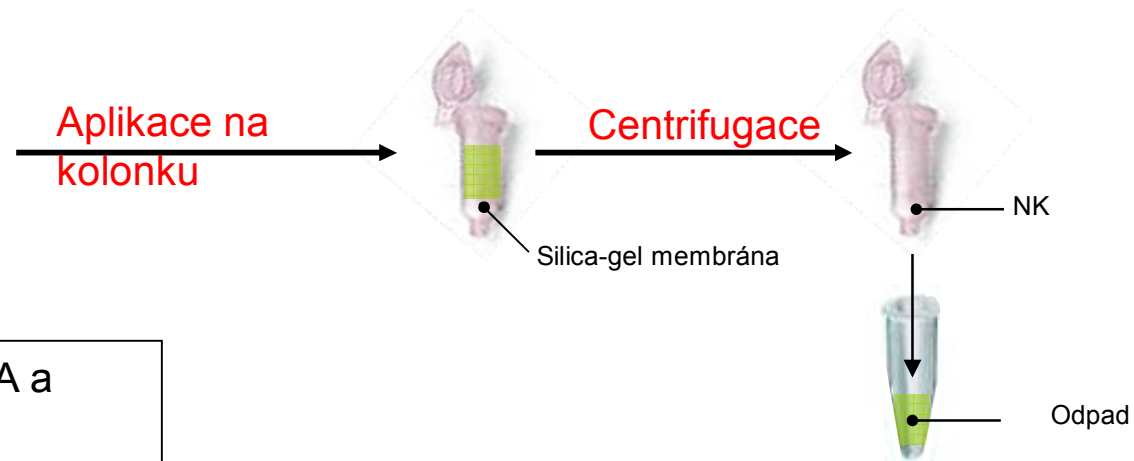 Aplikace na
kolonku
Centrifugace
NK
Silica-gel membrána
A a
Odpad